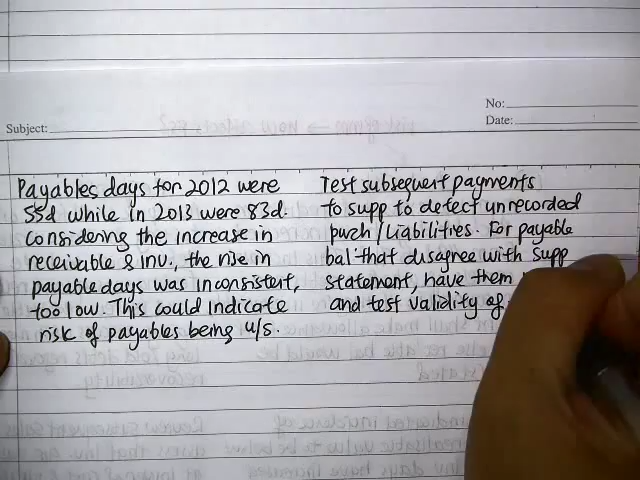 No:
Subject:
Date:
Payables days for 2012 were
55d while in 2013 were 83d.
Considering the increase in
receivable & inv., the rise in
payable days was inconsistent,
too low. This could indicate
risk of payables being u/s.
Test subsequent payments
to supp to detect unrecorded
purch/liabilities. For payable
bal that disagree with supp
statement, have them
and test validity of